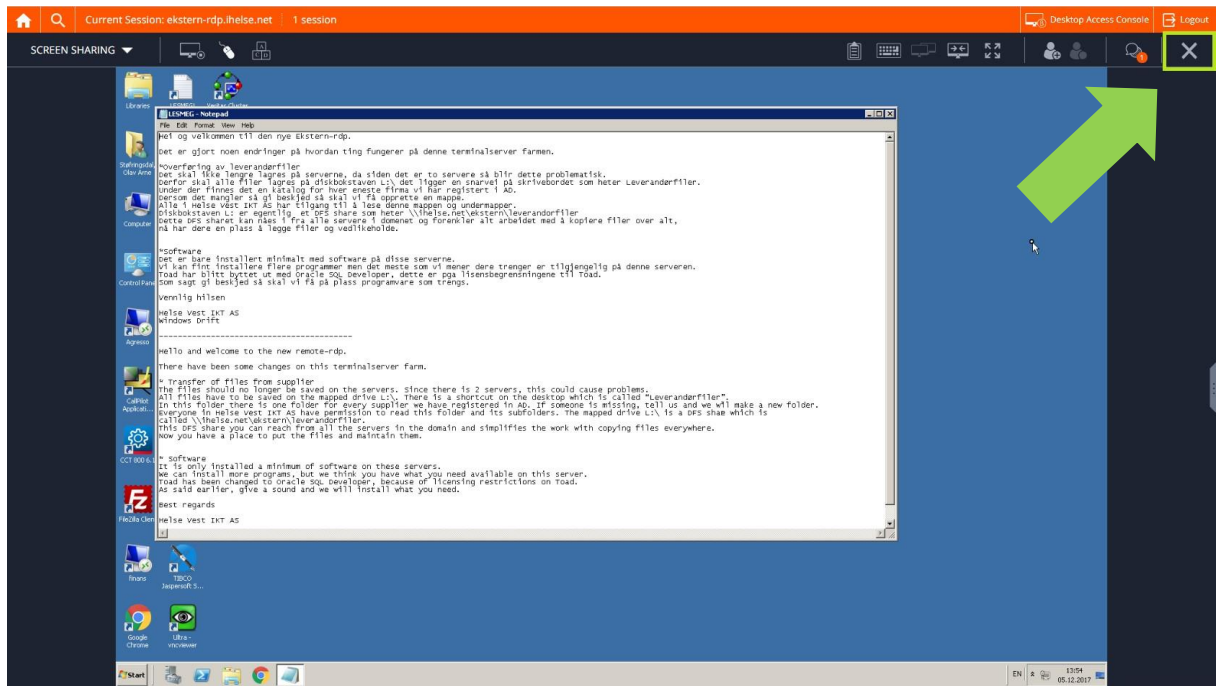 Current Session: ekstern-rdp.ihelse.net 1 session
Desktop Access Console
Logout
SCREEN SHARING
A
C D
1
Libraries
LESMEG
Veritas Cluster
LESMEG - Notepad
File Edit Format View Help
Hei og velkommen til den nye Ekstern-rdp.
Det er gjort noen endringer på hvordan ting fungerer på denne terminalserver farmen.
*Overføring av leverandørfiler
Det skal ikke lengre lagres på serverne, da siden det er to servere så blir dette problematisk.
Derfor skal alle filer lagres på diskbokstaven L:\ det ligger en snarvei på skrivebordet som heter Leverandørfiler.
Under der finnes det en katalog for hver eneste firma vi har registert i AD.
Dersom det mangler så gi beskjed så skal vi få opprette en mappe.
Alle i Helse Vest IKT AS har tilgang til å lese denne mappen og undermapper.
Diskbokstaven L: er egentlig et DFS share som heter \\ihelse.net\ekstern\leverandorfiler
Dette DFS sharet kan nåes i fra alle servere i domenet og forenkler alt arbeidet med å kopiere filer over alt,
nå har dere en plass å legge filer og vedlikeholde.
*Software
Det er bare installert minimalt med software på disse serverne.
Vi kan fint installere flere programmer men det meste som vi mener dere trenger er tilgjengelig på denne serveren.
Toad har blitt byttet ut med Oracle SQL Developer, dette er pga lisensbegrensningene til Toad.
Som sagt gi beskjed så skal vi få på plass programvare som trengs.
Vennlig hilsen
Helse Vest IKT AS
Windows Drift
----------------------------------------
Hello and welcome to the new remote-rdp.
There have been some changes on this terminalserver farm.
* Transfer of files from supplier
The files should no longer be saved on the servers. Since there is 2 servers, this could cause problems.
All files have to be saved on the mapped drive L:\. There is a shortcut on the desktop which is called "Leverandørfiler".
In this folder there is one folder for every supplier we have registered in AD. If someone is missing, tell us and we wil make a new folder.
Everyone in Helse Vest IKT AS have permission to read this folder and its subfolders. The mapped drive L:\ is a DFS share which is
called \\ihelse.net\ekstern\leverandorfiler.
This DFS share you can reach from all the servers in the domain and simplifies the work with copying files everywhere.
Now you have a place to put the files and maintain them.
* Software
It is only installed a minimum of software on these servers.
We can install more programs, but we think you have what you need available on this server.
Toad has been changed to Oracle SQL Developer, because of licensing restrictions on Toad.
As said earlier, give a sound and we will install what you need.
Best regards
Helse Vest IKT AS
Støfringsdal
Olav Arne
Computer
Control Pane
Agresso
CallPilot
Applicati...
CCT 800 6.1
FileZilla Clien
finans
TIBCO
Jaspersoft S...
Google
Chrome
Ultra -
vncviewer
Start
EN
13:54
05.12.2017